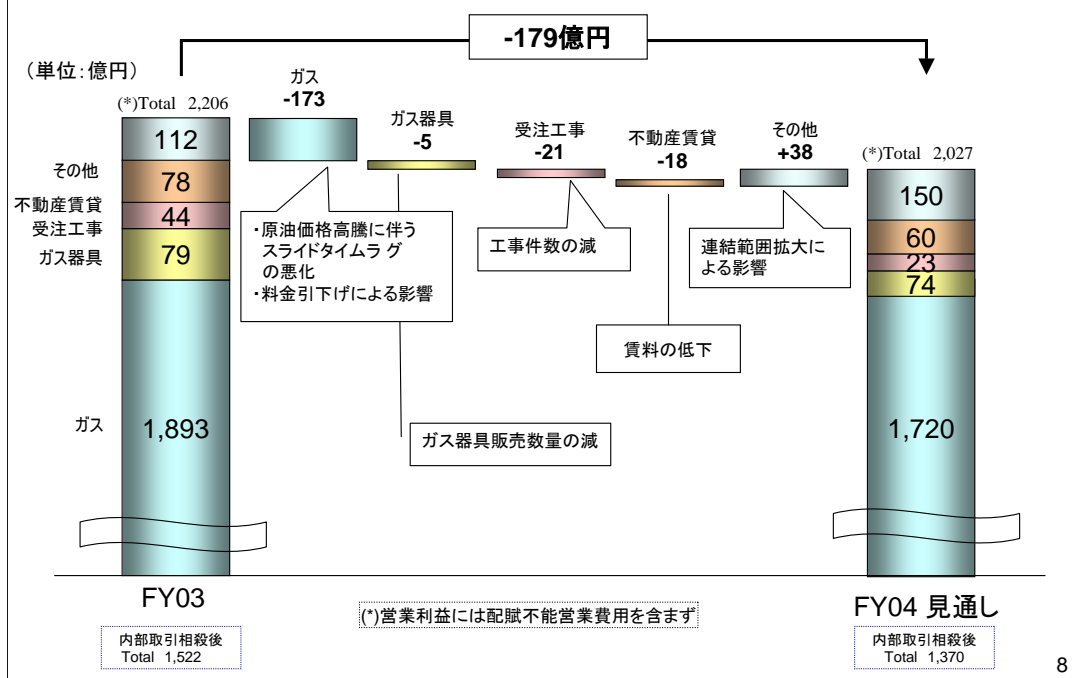 -179億円
(単位:億円)
(*)Total 2,206
ガス
-173
ガス器具
-5
受注工事
-21
不動産賃貸
-18
その他
+38
(*)Total 2,027
112
その他
78
不動産賃貸
44
受注工事
ガス器具
79
ガス
1,893
・原油価格高騰に伴う
スライドタイムラグ
の悪化
・料金引下げによる影響
工事件数の減
連結範囲拡大に
よる影響
賃料の低下
ガス器具販売数量の減
150
60
23
74
1,720
FY03
(*)営業利益には配賦不能営業費用を含まず
FY04 見通し
内部取引相殺後
Total 1,522
内部取引相殺後
Total 1,370
8